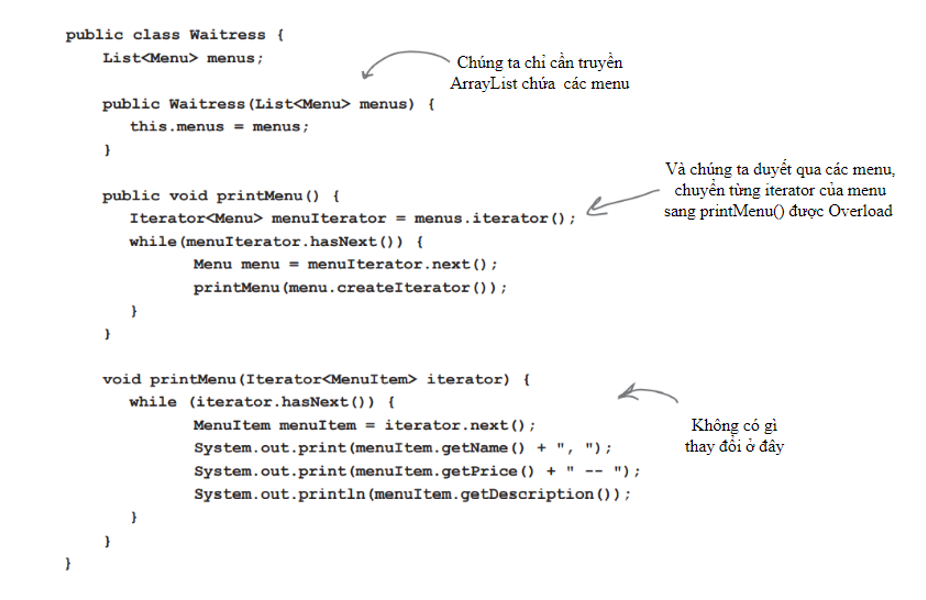 public class Waitress {
List<Menu> menus;
Chúng ta chỉ cần truyền
ArrayList chứa các menu
public Waitress(List<Menu> menus) {
this.menus = menus;
}
Và chúng ta duyết qua các menu,
chuyển từng iterator của menu
sang printMenu() được Overload
public void printMenu() {
Iterator<Menu> menuIterator = menus.iterator();
while(menuIterator.hasNext()) {
Menu menu = menuIterator.next();
printMenu(menu.createIterator());
}
}
void printMenu(Iterator<MenuItem> iterator) {
while (iterator.hasNext()) {
MenuItem menuItem = iterator.next();
System.out.print(menuItem.getName() + ", ");
System.out.print(menuItem.getPrice() + " -- ");
System.out.println(menuItem.getDescription());
Không có gì
thay đổi ở đây
}
}
}